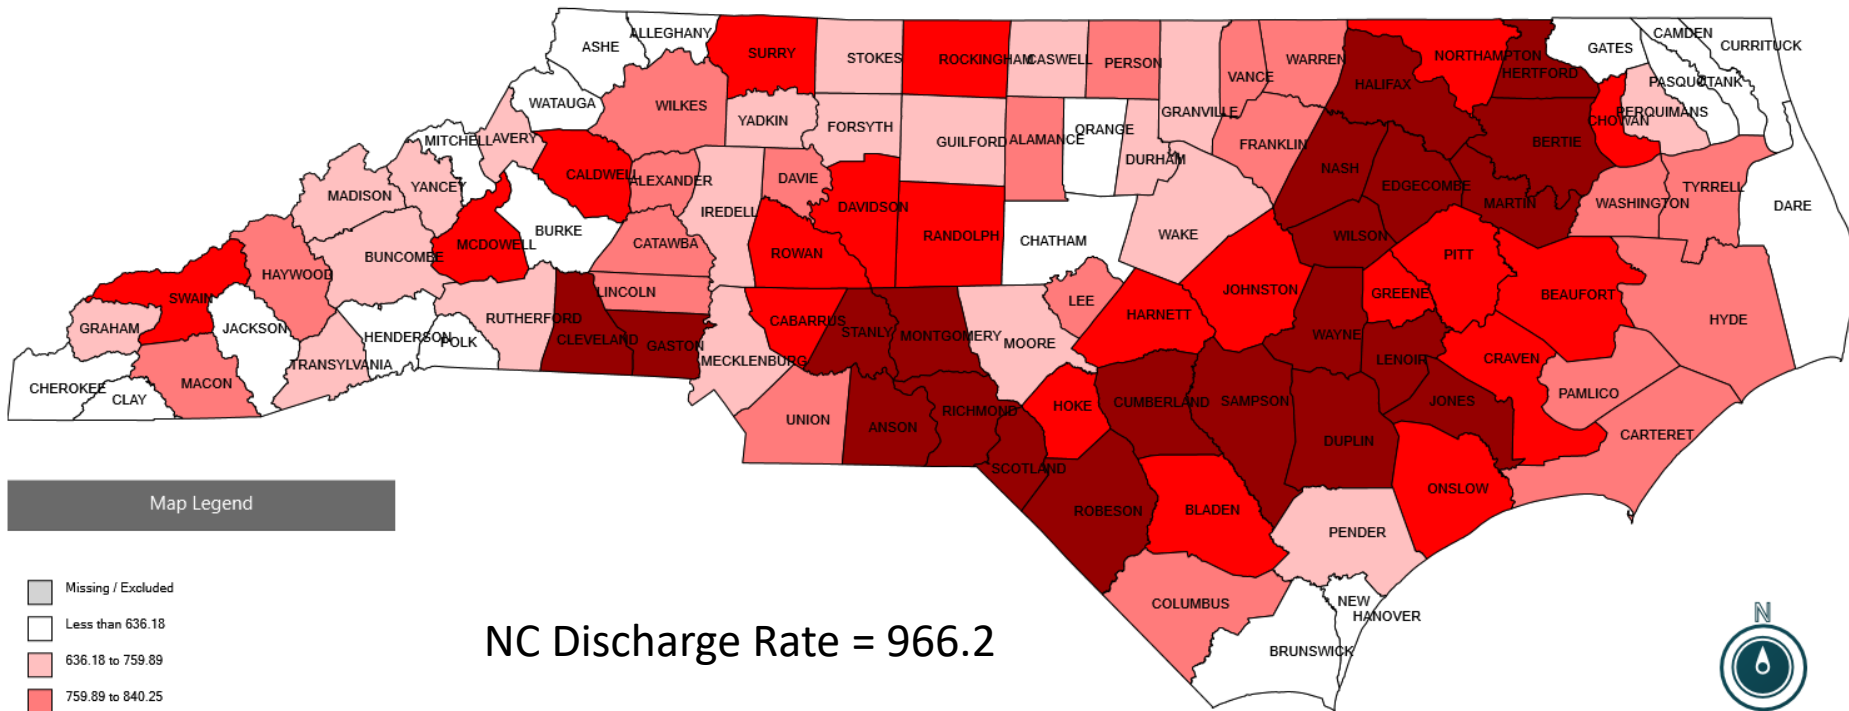 ALLEGHANY
ASHE
SURRY
STOKES
ROCKINGHAM
CASWELL
PERSON
VANCE
WARREN
NORTHAMPTON
GATES
CAMDEN
CURRITUCK
HERTFORD
HALIFAX
PASQUOTANK
WATAUGA
WILKES
YADKIN
FORSYTH
GUILFORD
ALAMANCE
ORANGE
DURHAM
GRANVILLE
FRANKLIN
NASH
BERTIE
CHOWAN
PERQUIMANS
MITCHELL
AVERY
CALDWELL
ALEXANDER
DAVIE
EDGECOMBE
MARTIN
WASHINGTON
TYRRELL
DARE
MADISON
YANCEY
IREDELL
DAVIDSON
RANDOLPH
CHATHAM
WAKE
WILSON
BURKE
MCDOWELL
CATAWBA
ROWAN
PITT
BUNCOMBE
HAYWOOD
SWAIN
LINCOLN
LEE
JOHNSTON
GREENE
BEAUFORT
HYDE
GRAHAM
JACKSON
HENDERSON
POLK
RUTHERFORD
CLEVELAND
GASTON
CABARRUS
STANLY
MONTGOMERY
MOORE
HARNETT
WAYNE
LENOIR
CRAVEN
TRANSYLVANIA
MECKLENBURG
CHEROKEE
CLAY
MACON
UNION
ANSON
RICHMOND
HOKE
CUMBERLAND
SAMPSON
JONES
PAMLICO
DUPLIN
CARTERET
SCOTLAND
ROBESON
BLADEN
ONSLOW
Map Legend
PENDER
Missing / Excluded
COLUMBUS
NEW
HANOVER
Less than 636.18
NC Discharge Rate = 966.2
BRUNSWICK
N
636.18 to 759.89
759.89 to 840.25